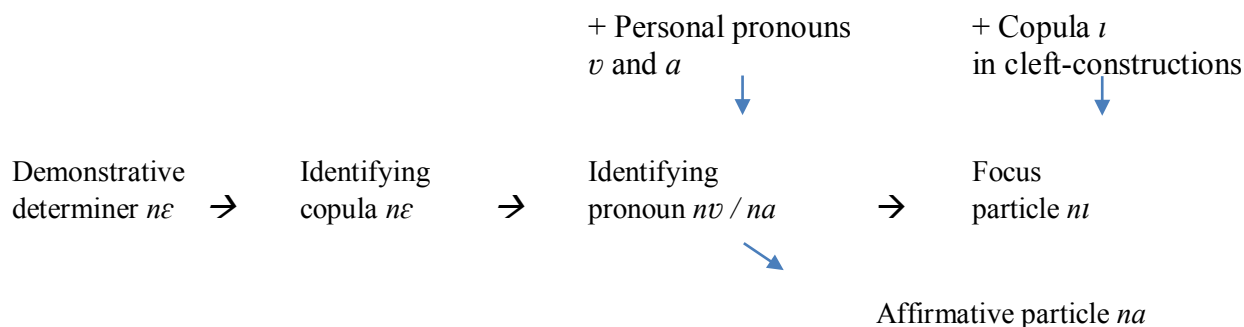 + Personal pronouns
ʋ and a
+ Copula ɩ
in cleft-constructions
Demonstrative
determiner nɛ
→
Identifying
copula nɛ
→
Identifying
pronoun nʋ / na
→
Focus
particle nɩ
Affirmative particle na